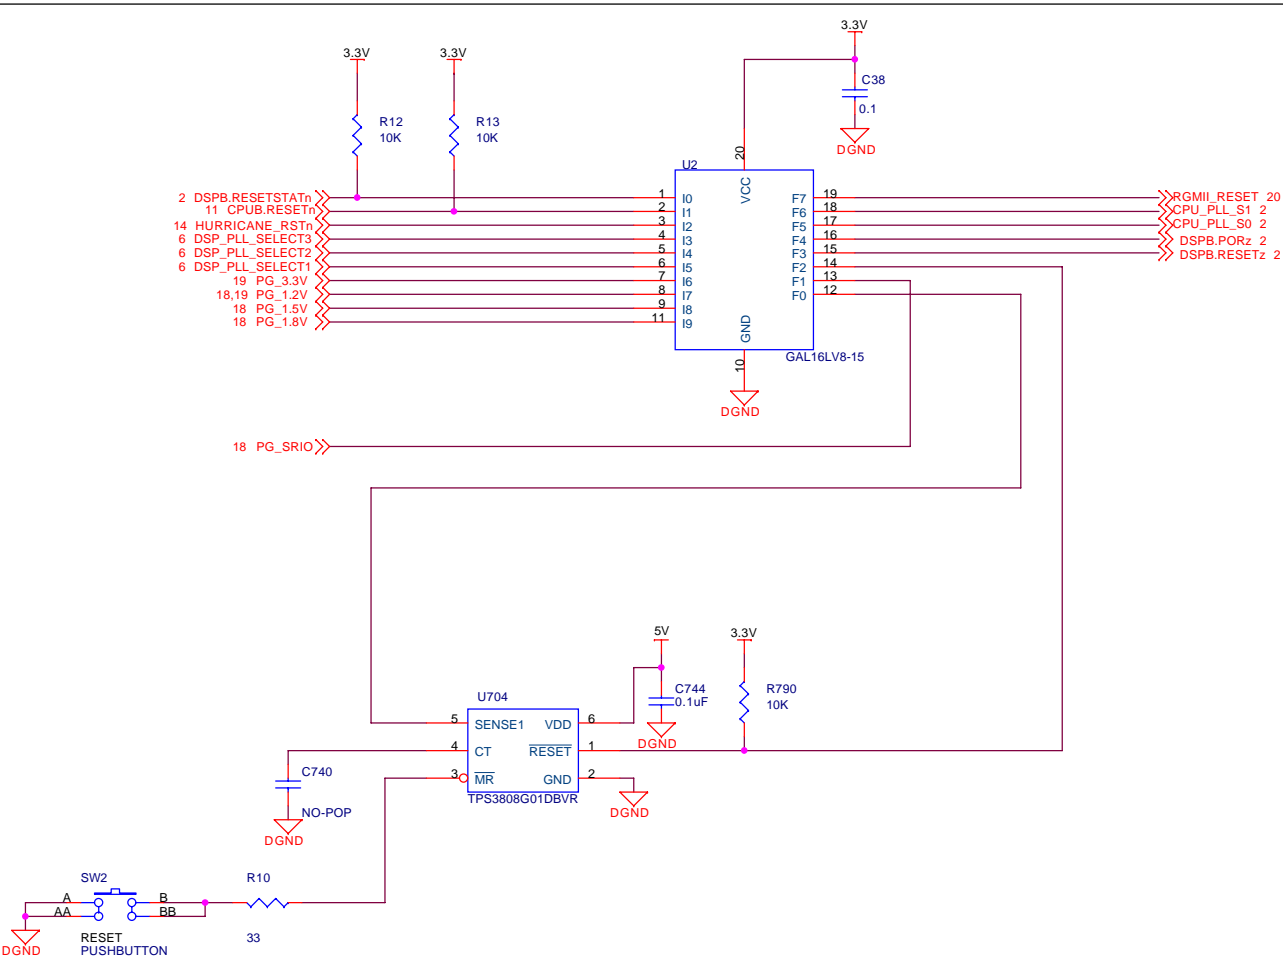 3.3V
3.3V 3.3V
C38
0.1
R12 R13
10K 10K
DGND
20
U2
VCC
2 DSPB.RESETSTATn 1 I0 F7 19 RGMII_RESET 20
11 CPUB.RESETn 2 I1 F6 18 CPU_PLL_S1 2
14 HURRICANE_RSTn 3 I2 F5 17 CPU_PLL_S0 2
6 DSP_PLL_SELECT3 4 I3 F4 16 DSPB.PORz 2
6 DSP_PLL_SELECT2 5 I4 F3 15 DSPB.RESETz 2
6 DSP_PLL_SELECT1 6 I5 F2 14
19 PG_3.3V 7 I6 F1 13
18,19 PG_1.2V 8 I7 F0 12
18 PG_1.5V 9 I8
18 PG_1.8V 11 I9
GND
GAL16LV8-15
10
DGND
18 PG_SRIO
5V 3.3V
C744 R790
0.1uF 10K
U704
5 SENSE1 VDD 6
DGND
4 CT RESET 1
3 MR GND 2
C740
TPS3808G01DBVR
NO-POP
DGND
DGND
SW2 R10
A B
AA BB
RESET 33
PUSHBUTTON
DGND